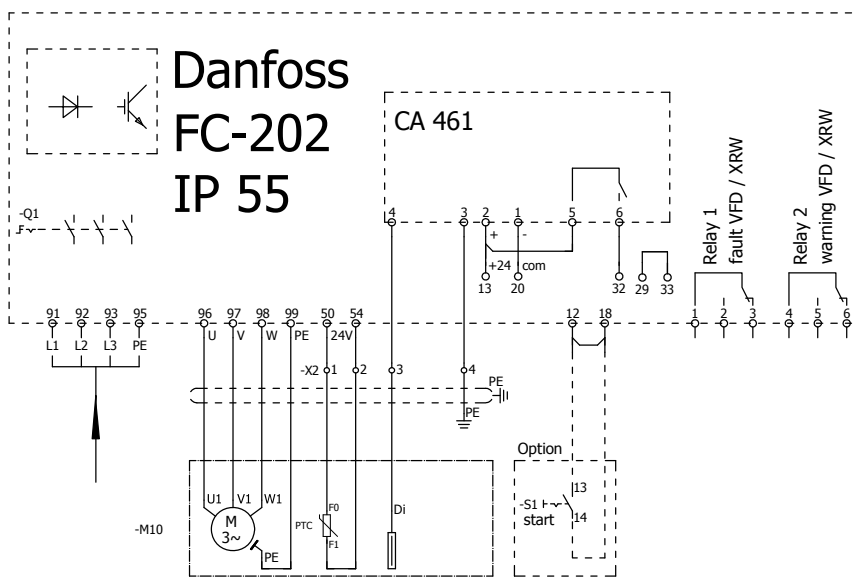 Danfoss
FC-202
IP 55
CA 461
-Q1
4 3 2 1 5 6
+ -
+24 com
13 20 32 29 33
Relay 1
fault VFD / XRW
Relay 2
warning VFD / XRW
91 92 93 95 96 97 98 99 50 54 12 18 1 2 3 4 5 6
L1 L2 L3 PE U V W PE 24V
-X2 1 2 3 4
PE
PE
Option
-M10
U1 V1 W1 F0 Di
M
3~
PTC
F1
PE
13
-S1
start
14